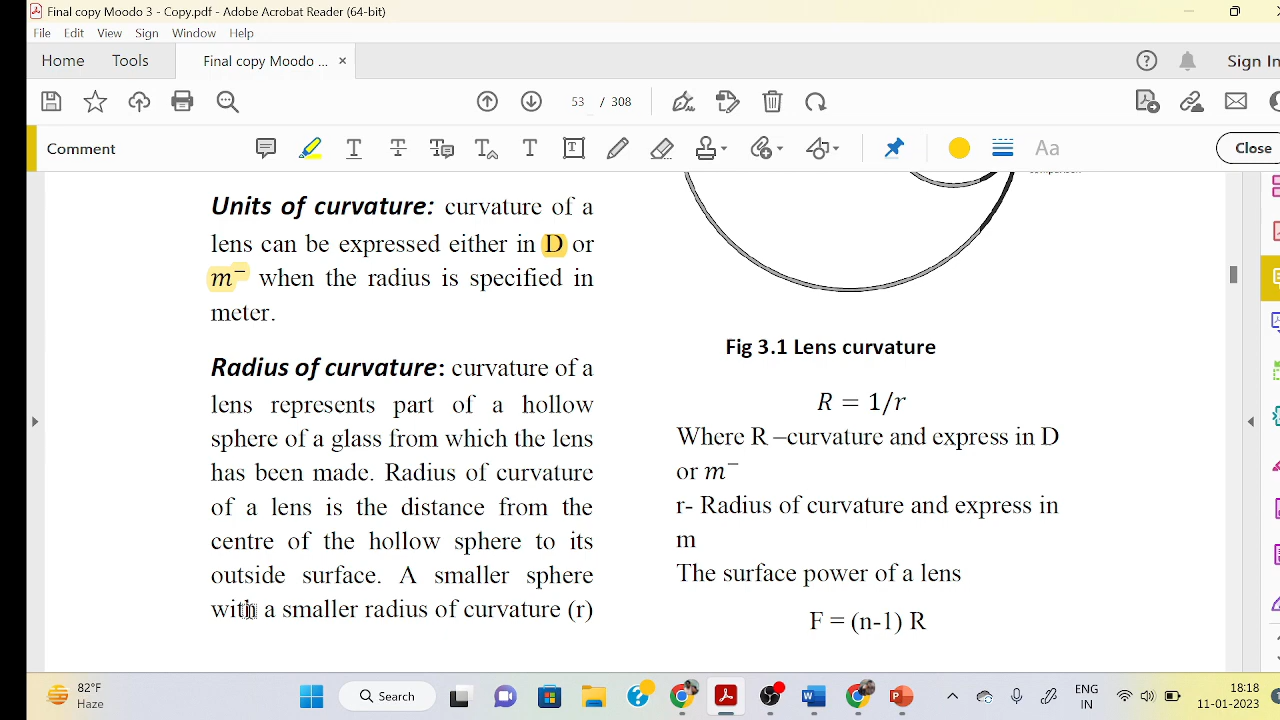 Final copy Moodo 3 - Copy.pdf - Adobe Acrobat Reader (64-bit)
File Edit View Sign Window Help
Home Tools Final copy Moodo ... × Sign In
53 / 308
Comment Aa Close
Units of curvature: curvature of a
lens can be expressed either in D or
m⁻ when the radius is specified in
meter.
Radius of curvature: curvature of a
lens represents part of a hollow
sphere of a glass from which the lens
has been made. Radius of curvature
of a lens is the distance from the
centre of the hollow sphere to its
outside surface. A smaller sphere
with a smaller radius of curvature (r)
Fig 3.1 Lens curvature
R = 1/r
Where R –curvature and express in D
or m⁻
r- Radius of curvature and express in
m
The surface power of a lens
F = (n-1) R
82°F
Haze
Search
ENG
IN
18:18
11-01-2023